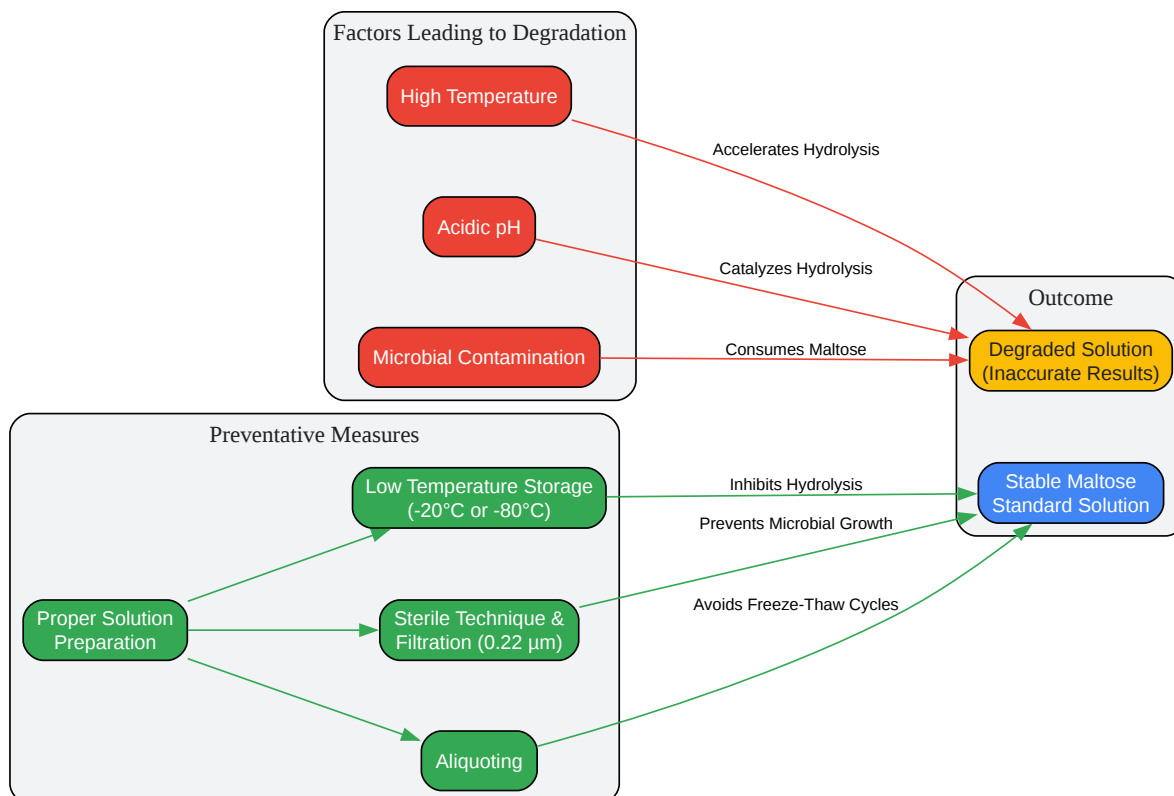 Factors Leading to Degradation
High Temperature
Accelerates Hydrolysis
Acidic pH
Catalyzes Hydrolysis
Microbial Contamination
Consumes Maltose
Outcome
Degraded Solution
(Inaccurate Results)
Preventative Measures
Low Temperature Storage
(-20°C or -80°C)
Inhibits Hydrolysis
Stable Maltose
Standard Solution
Prevents Microbial Growth
Proper Solution
Preparation
Sterile Technique &
Filtration (0.22 µm)
Avoids Freeze-Thaw Cycles
Aliquoting